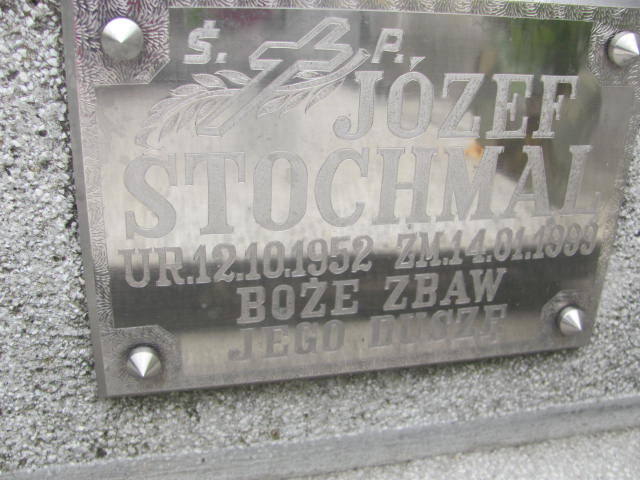 Ś. P.
JÓZEF
STOCHMAL
UR.12.10.1952 ZM.14.01.1999
BOŻE ZBAW
JEGO DUSZĘ